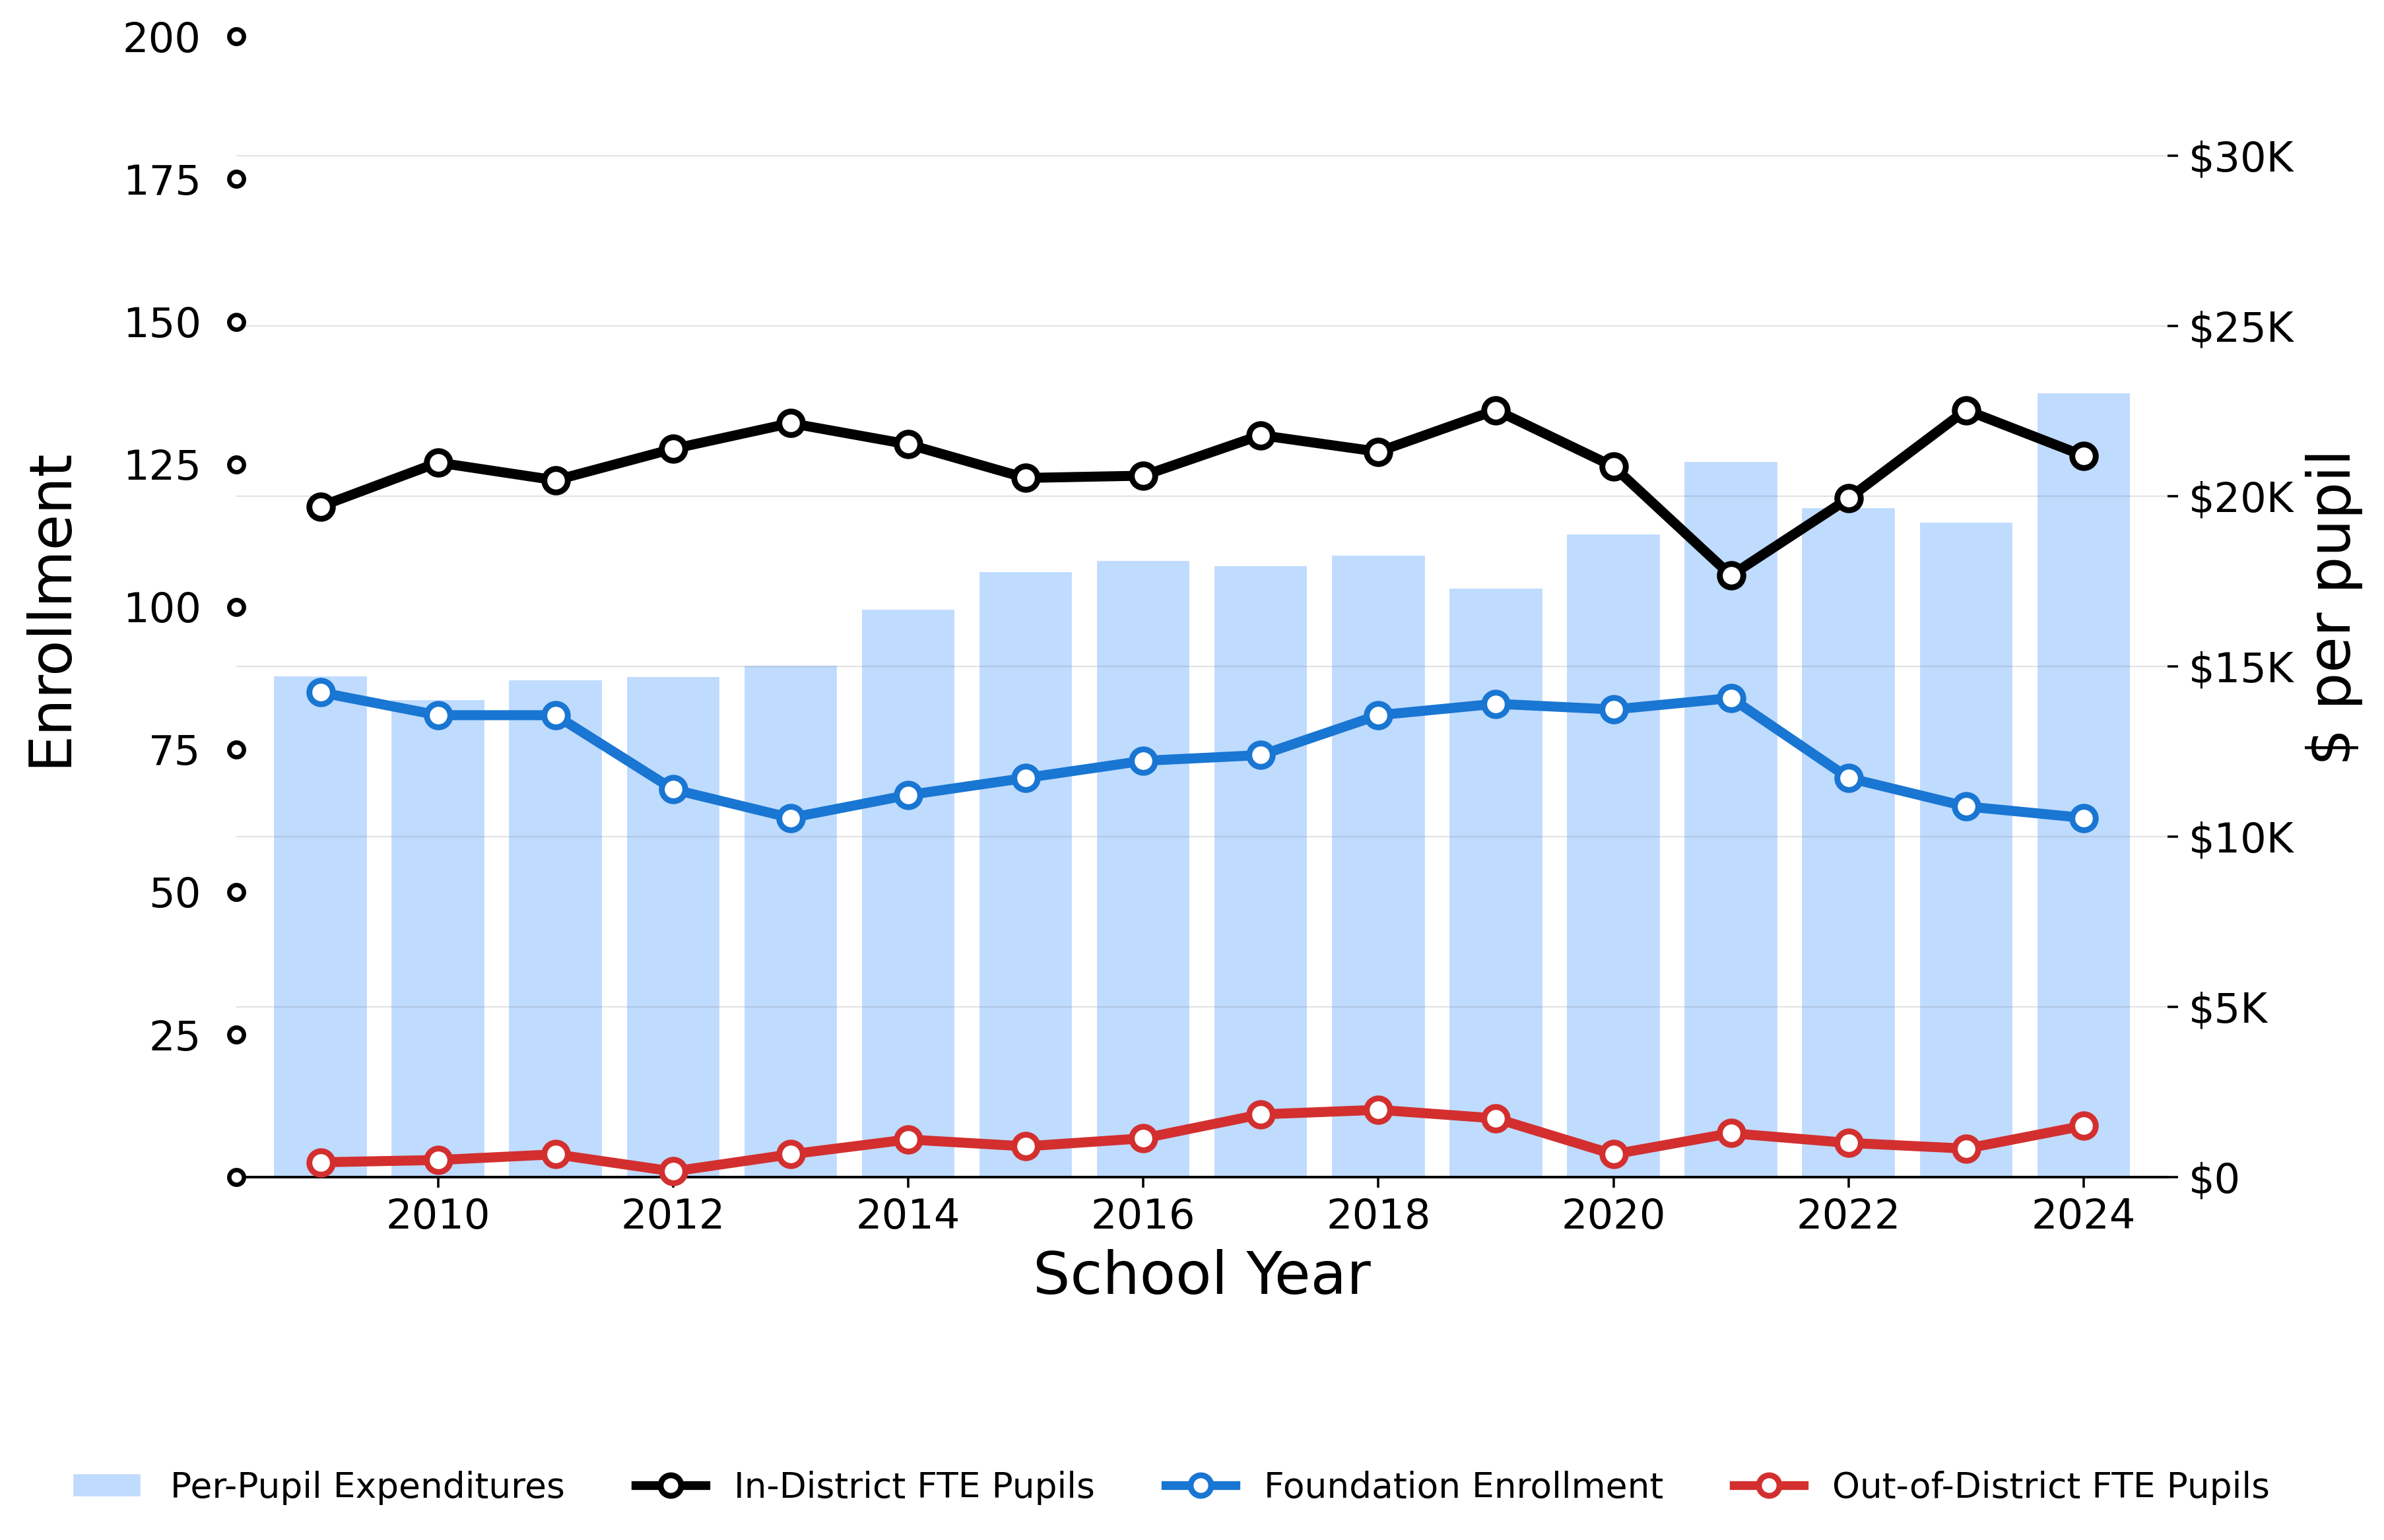 200
175
150
125
100
75
50
25
Enrollment
$30K
$25K
$20K
$15K
$10K
$5K
$0
$ per pupil
2010 2012 2014 2016 2018 2020 2022 2024
School Year
Per-Pupil Expenditures In-District FTE Pupils Foundation Enrollment Out-of-District FTE Pupils